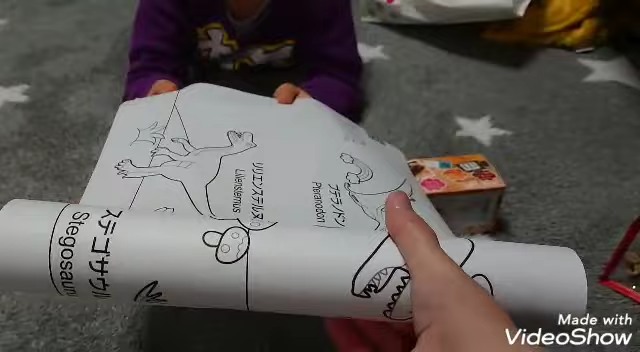 リリエンステルヌス
Liliensternus
プテラノドン
Pteranodon
ステゴサウル
Stegosaur
Made with
VideoShow